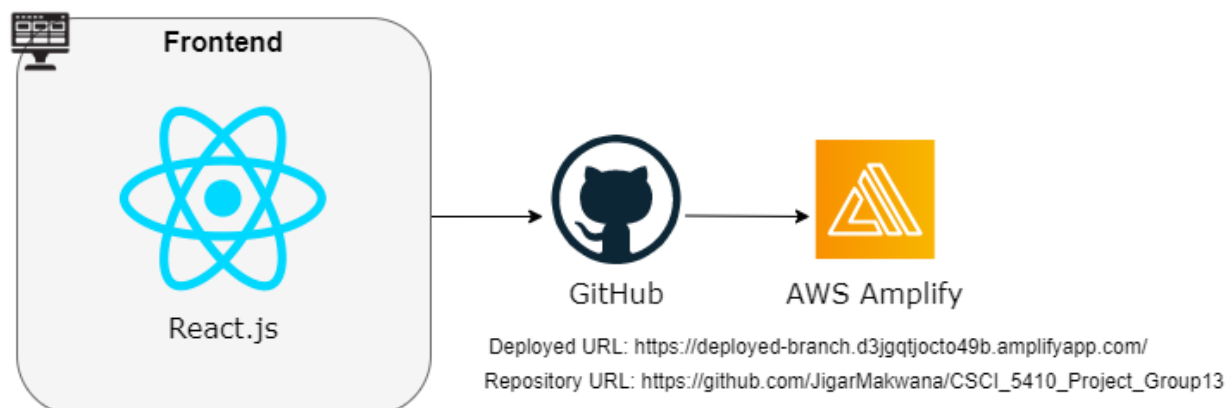 Frontend
React.js
GitHub
AWS Amplify
Deployed URL: https://deployed-branch.d3jgqtjocto49b.amplifyapp.com/
Repository URL: https://github.com/JigarMakwana/CSCI_5410_Project_Group13